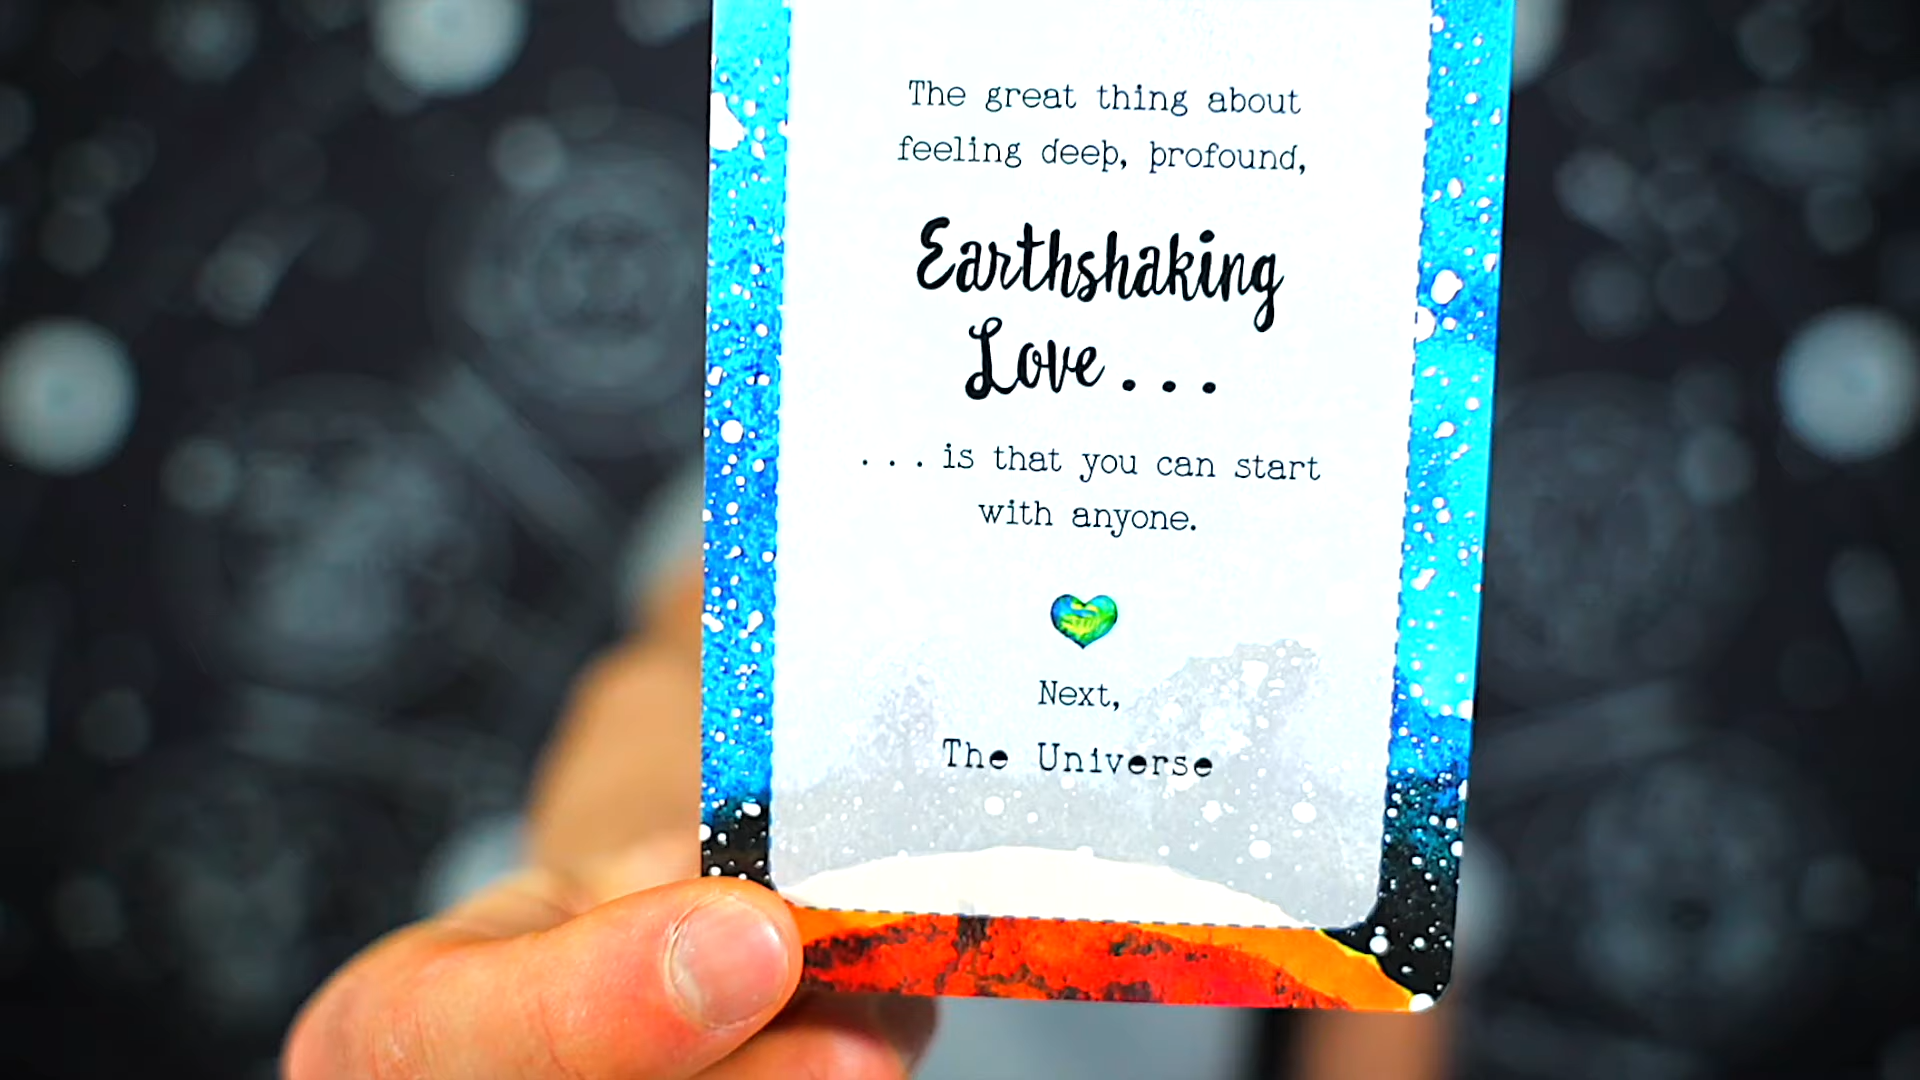 The great thing about
feeling deep, profound,
Earthshaking
Love...
...is that you can start
with anyone.
Next,
The Universe